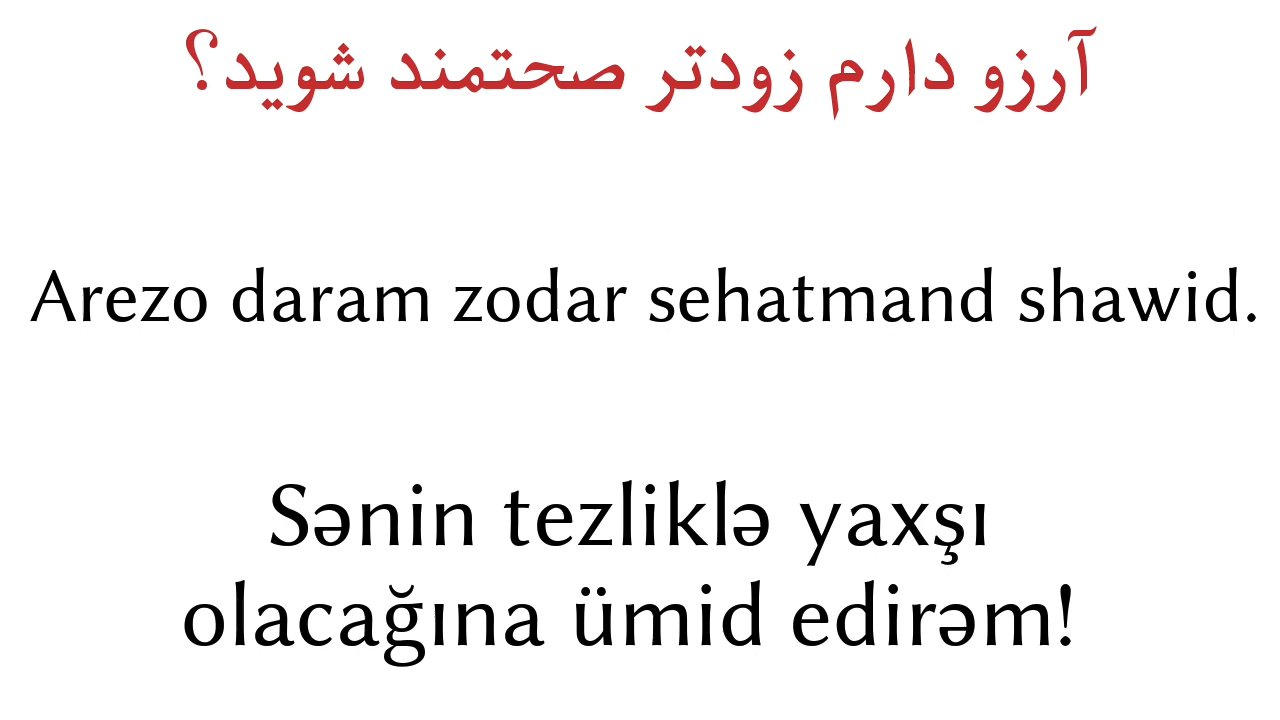 آرزو دارم زودتر صحتمند شوید؟
Arezo daram zodar sehatmand shawid.
Sənin tezliklə yaxşı
olacağına ümid edirəm!